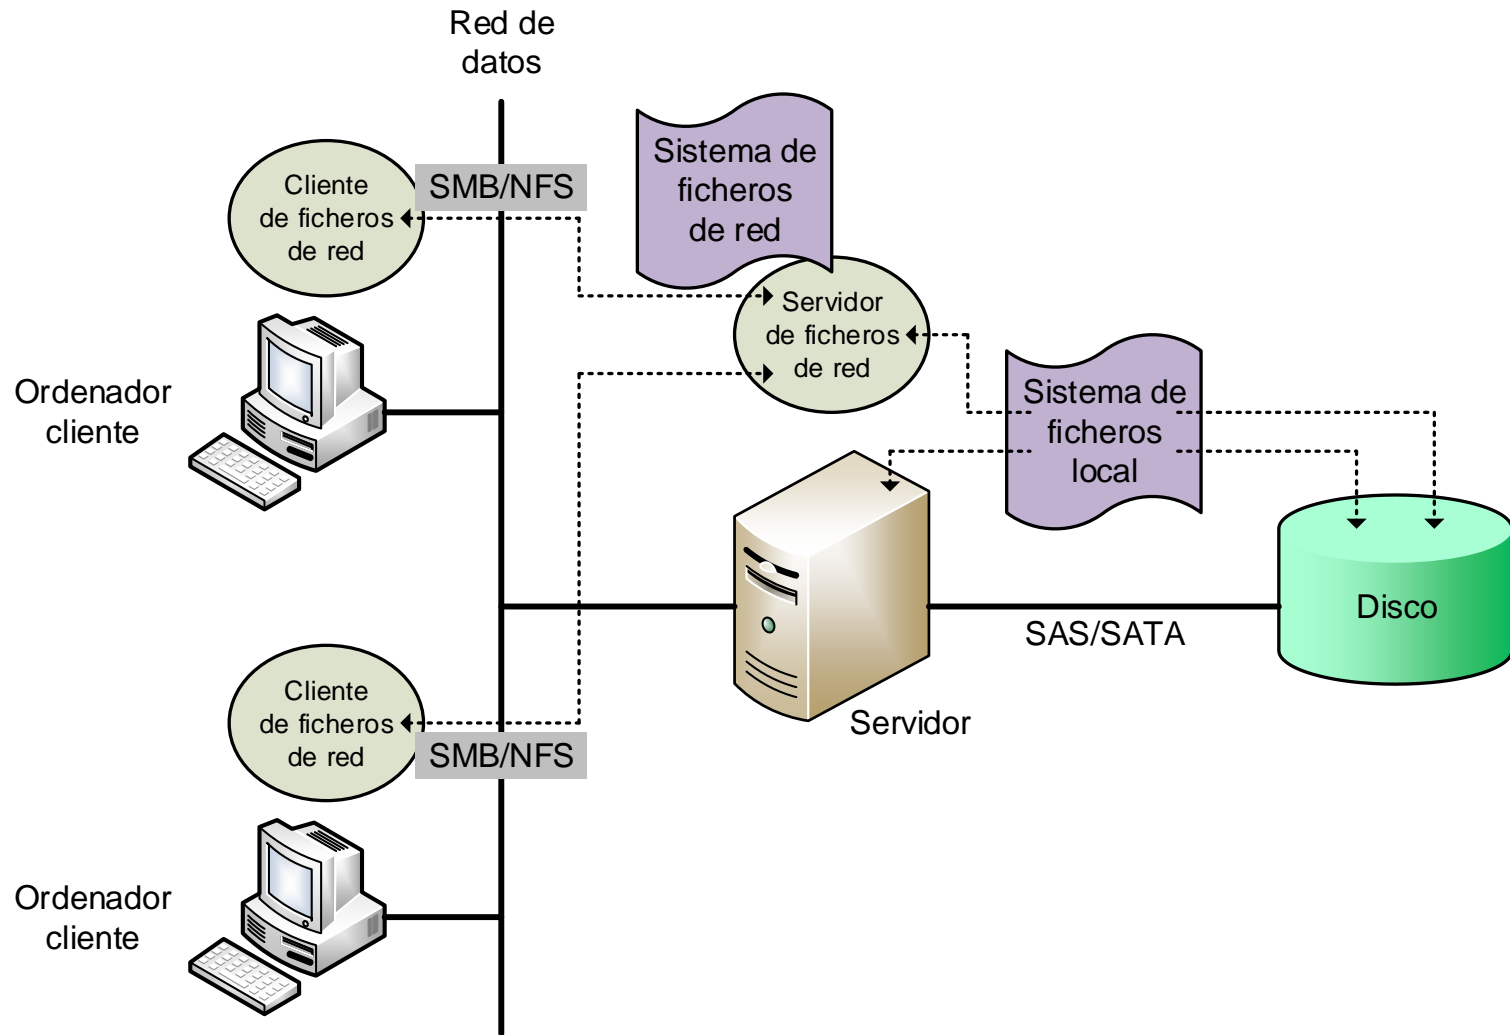 Red de
datos
Cliente
de ficheros
de red
SMB/NFS
Sistema de
ficheros
de red
Servidor
de ficheros
de red
Ordenador
cliente
Sistema de
ficheros
local
Disco
SAS/SATA
Servidor
Cliente
de ficheros
de red
SMB/NFS
Ordenador
cliente